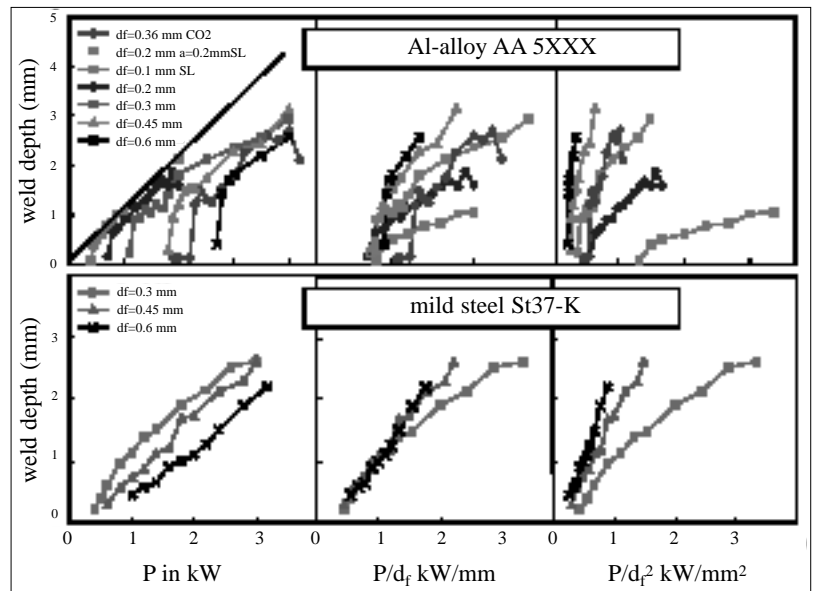 5
4
3
2
1
0
weld depth (mm)
df=0.36 mm CO2
df=0.2 mm a=0.2mmSL
df=0.1 mm SL
df=0.2 mm
df=0.3 mm
df=0.45 mm
df=0.6 mm
Al-alloy AA 5XXX
3
2
1
0
weld depth (mm)
df=0.3 mm
df=0.45 mm
df=0.6 mm
mild steel St37-K
0 1 2 3 0 1 2 3 0 1 2 3
P in kW P/df kW/mm P/df² kW/mm²